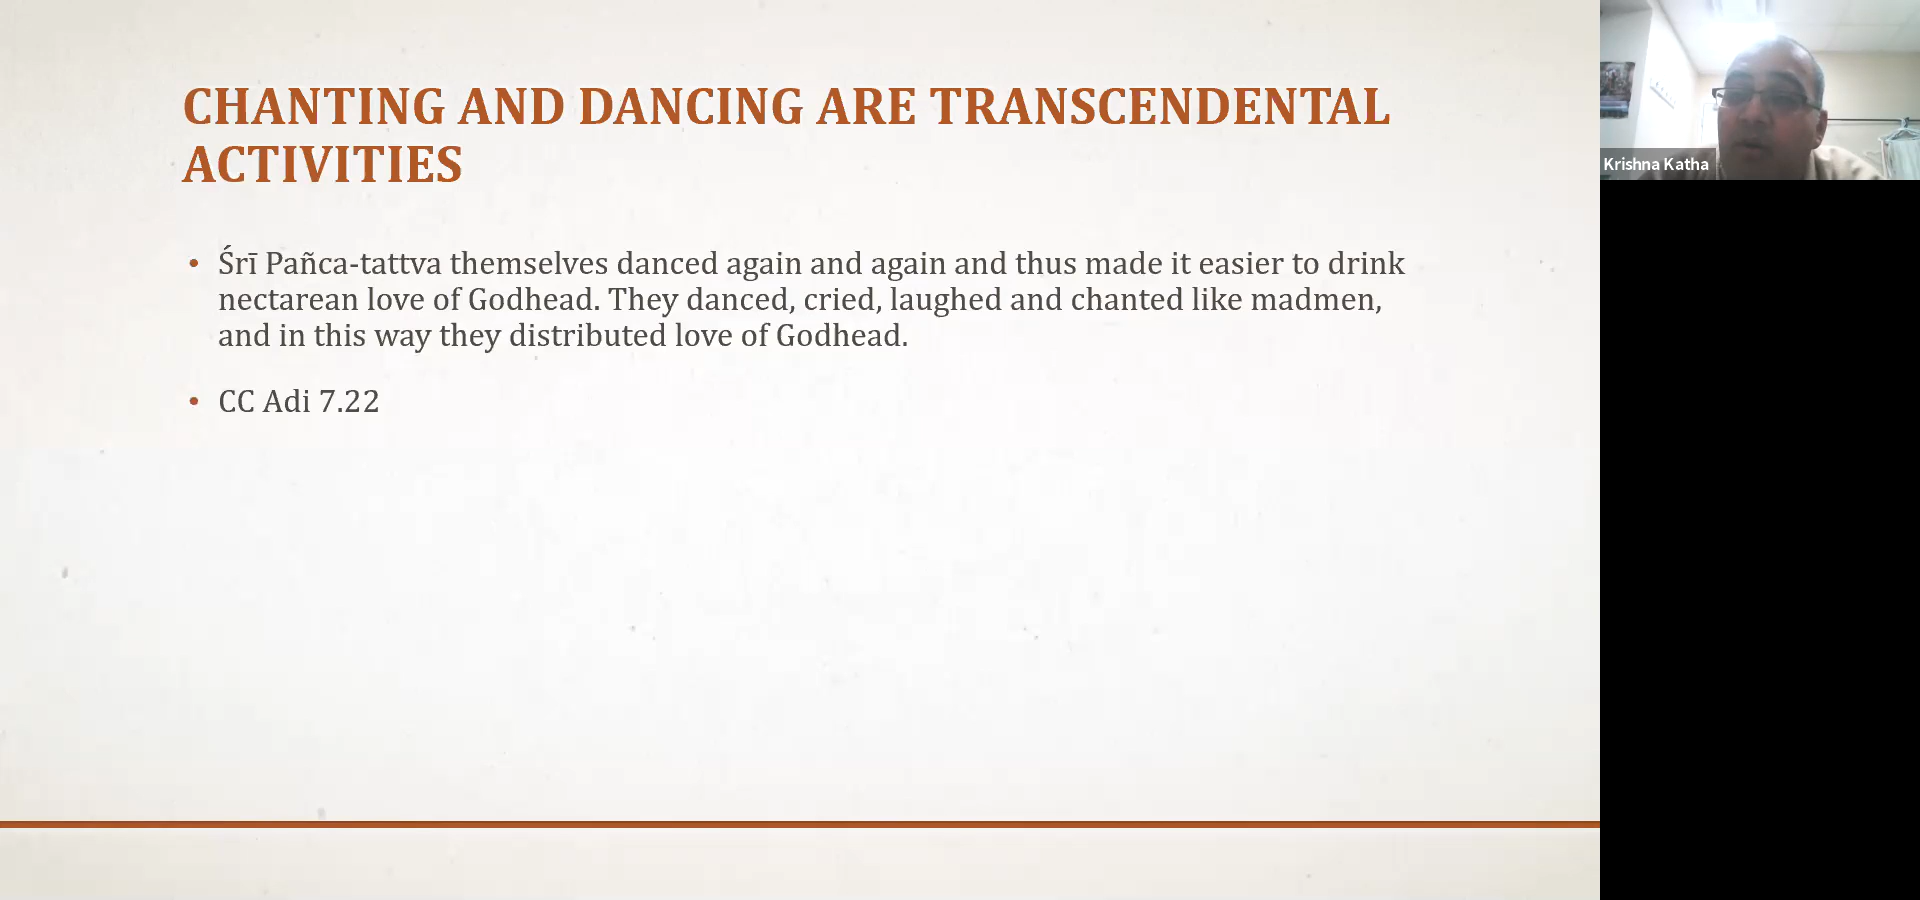 CHANTING AND DANCING ARE TRANSCENDENTAL
ACTIVITIES
• Śrī Pañca-tattva themselves danced again and again and thus made it easier to drink
nectarean love of Godhead. They danced, cried, laughed and chanted like madmen,
and in this way they distributed love of Godhead.
• CC Adi 7.22
Krishna Katha